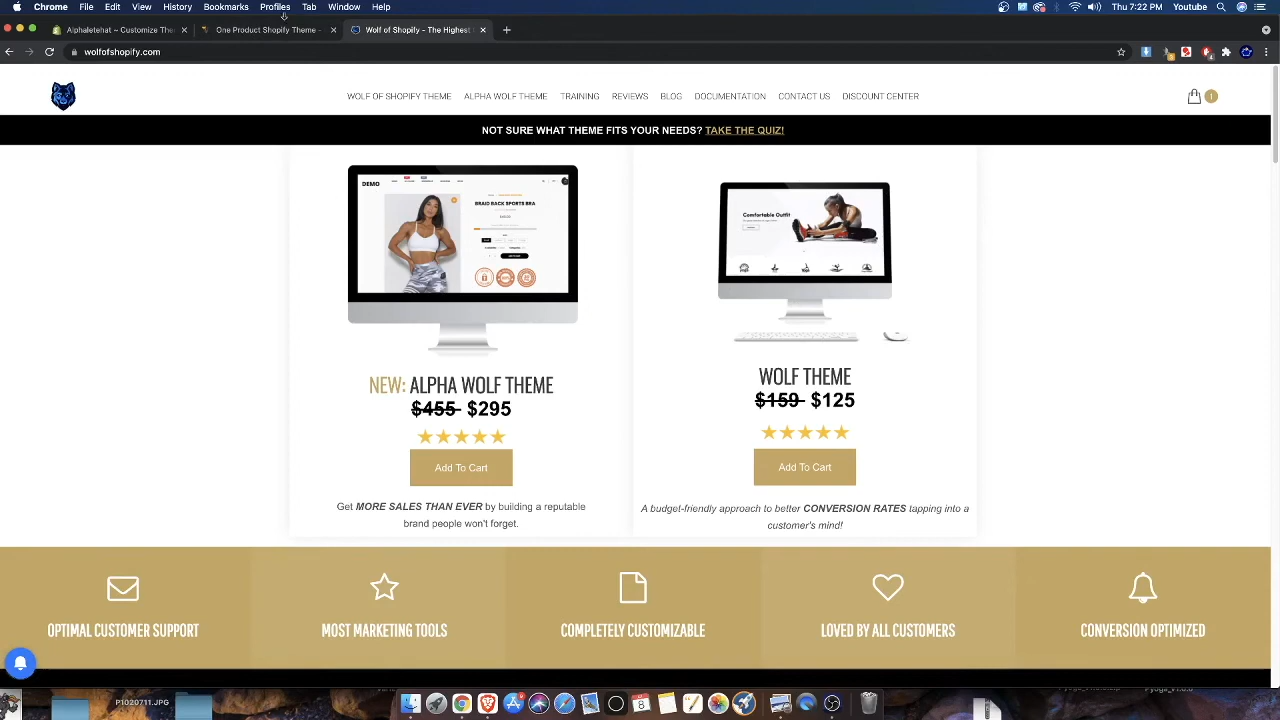 Chrome File Edit View History Bookmarks Profiles Tab Window Help
Thu 7:22 PM Youtube
Alphaletehat ~ Customize The
One Product Shopify Theme -
Wolf of Shopify - The Highest
wolfofshopify.com
WOLF OF SHOPIFY THEME ALPHA WOLF THEME TRAINING REVIEWS BLOG DOCUMENTATION CONTACT US DISCOUNT CENTER
1
NOT SURE WHAT THEME FITS YOUR NEEDS? TAKE THE QUIZ!
DEMO
BRAID BACK SPORTS BRA
Comfortable Outfit
NEW: ALPHA WOLF THEME
$455 $295
Add To Cart
Get MORE SALES THAN EVER by building a reputable
brand people won't forget.
WOLF THEME
$159 $125
Add To Cart
A budget-friendly approach to better CONVERSION RATES tapping into a
customer's mind!
OPTIMAL CUSTOMER SUPPORT
MOST MARKETING TOOLS
COMPLETELY CUSTOMIZABLE
LOVED BY ALL CUSTOMERS
CONVERSION OPTIMIZED
P1020711.JPG